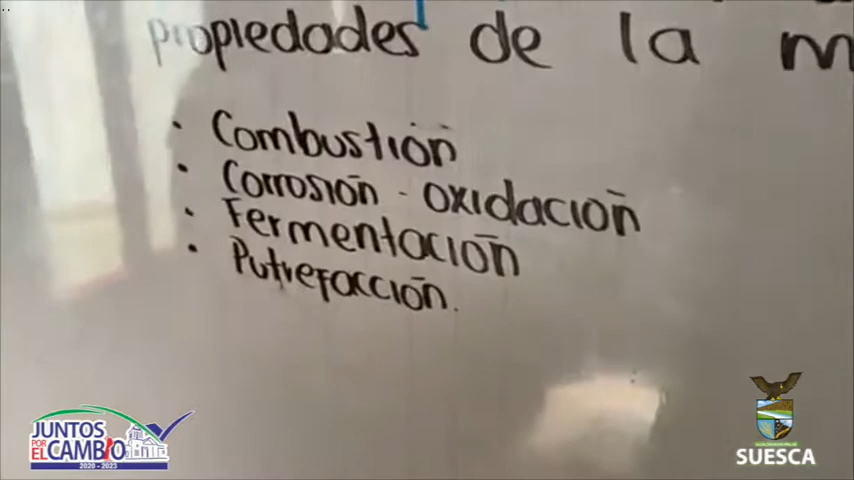 propiedades de la m
• Combustión
• Corrosión - oxidación
• Fermentación
• Putrefacción.
JUNTOS
POR
EL CAMBIO
2020 - 2023
SUESCA